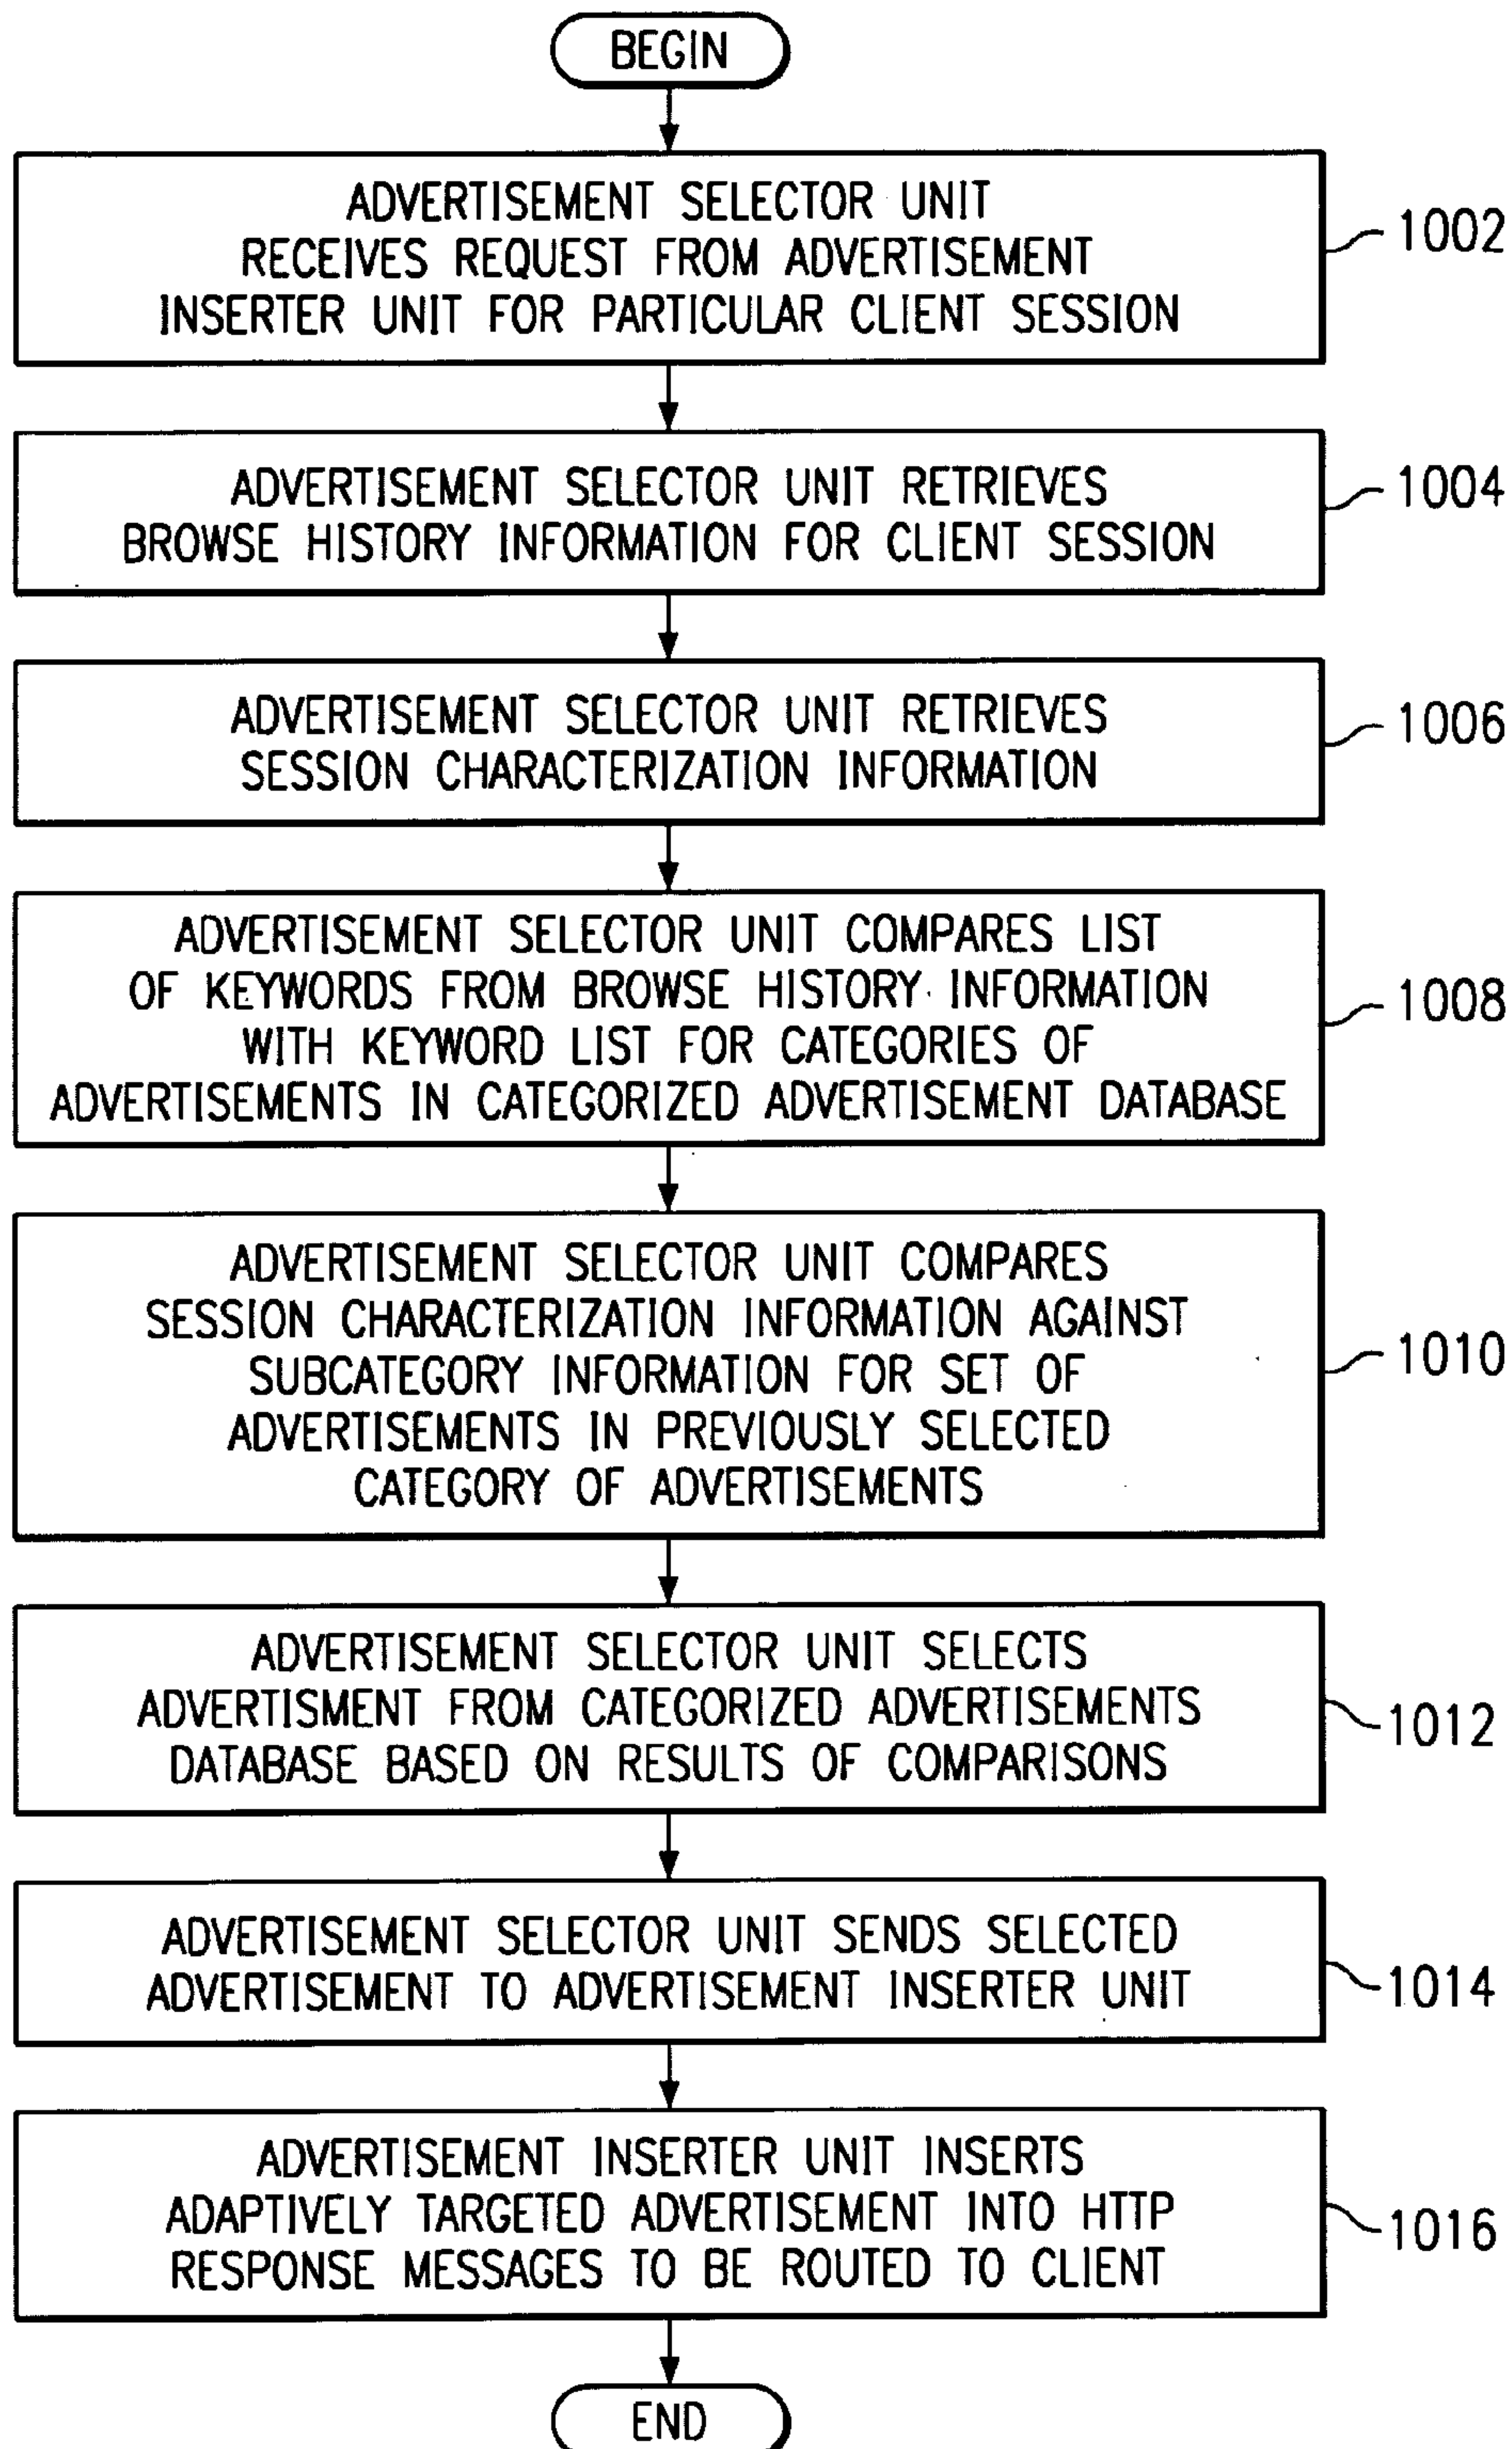 BEGIN
ADVERTISEMENT SELECTOR UNIT
RECEIVES REQUEST FROM ADVERTISEMENT
INSERTER UNIT FOR PARTICULAR CLIENT SESSION
1002
ADVERTISEMENT SELECTOR UNIT RETRIEVES
BROWSE HISTORY INFORMATION FOR CLIENT SESSION
1004
ADVERTISEMENT SELECTOR UNIT RETRIEVES
SESSION CHARACTERIZATION INFORMATION
1006
ADVERTISEMENT SELECTOR UNIT COMPARES LIST
OF KEYWORDS FROM BROWSE HISTORY INFORMATION
WITH KEYWORD LIST FOR CATEGORIES OF
ADVERTISEMENTS IN CATEGORIZED ADVERTISEMENT DATABASE
1008
ADVERTISEMENT SELECTOR UNIT COMPARES
SESSION CHARACTERIZATION INFORMATION AGAINST
SUBCATEGORY INFORMATION FOR SET OF
ADVERTISEMENTS IN PREVIOUSLY SELECTED
CATEGORY OF ADVERTISEMENTS
1010
ADVERTISEMENT SELECTOR UNIT SELECTS
ADVERTISMENT FROM CATEGORIZED ADVERTISEMENTS
DATABASE BASED ON RESULTS OF COMPARISONS
1012
ADVERTISEMENT SELECTOR UNIT SENDS SELECTED
ADVERTISEMENT TO ADVERTISEMENT INSERTER UNIT
1014
ADVERTISEMENT INSERTER UNIT INSERTS
ADAPTIVELY TARGETED ADVERTISEMENT INTO HTTP
RESPONSE MESSAGES TO BE ROUTED TO CLIENT
1016
END